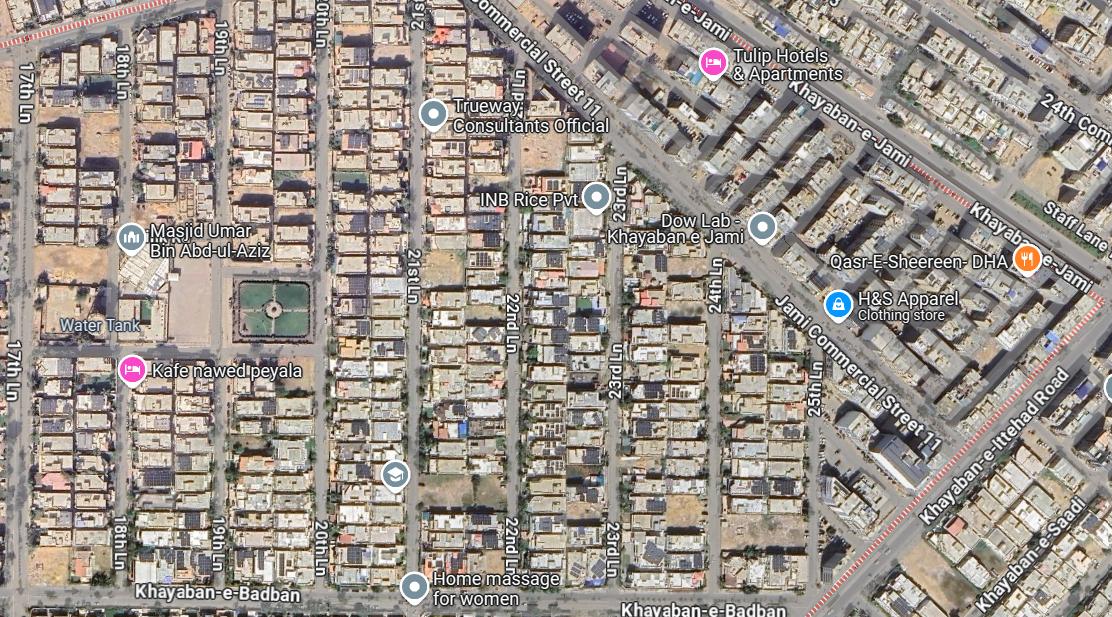 n-e-Jami
Commercial Street 11
21st
20th Ln
19th Ln
18th Ln
17th Ln
Tulip Hotels
& Apartments
Khayaban-e-Jami
24th Com
Trueway
Consultants Official
INB Rice Pvt
23rd Ln
Dow Lab -
Khayaban e Jami
Khayaban-e-Jami
Staff Lane
Masjid Umar
Bin Abd-ul-Aziz
Qasr-E-Sheereen- DHA
H&S Apparel
Clothing store
21st Ln
22nd Ln
24th Ln
Jami Commercial Street 11
Water Tank
17th Ln
Kafe nawed peyala
23rd Ln
25th Ln
Khayaban-e-Ittehad Road
18th Ln
19th Ln
20th Ln
22nd Ln
23rd Ln
Khayaban-e-Saadi
Home massage
for women
Khayaban-e-Badban
Khayaban-e-Badban